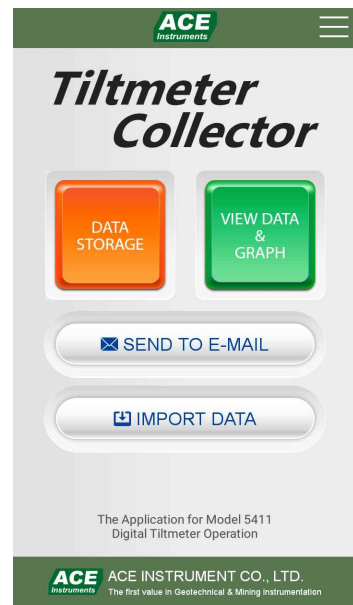 ACE
Instruments
Tiltmeter
Collector
DATA
STORAGE
VIEW DATA
&
GRAPH
SEND TO E-MAIL
IMPORT DATA
The Application for Model 5411
Digital Tiltmeter Operation
ACE
Instruments
ACE INSTRUMENT CO., LTD.
The first value in Geotechnical & Mining Instrumentation